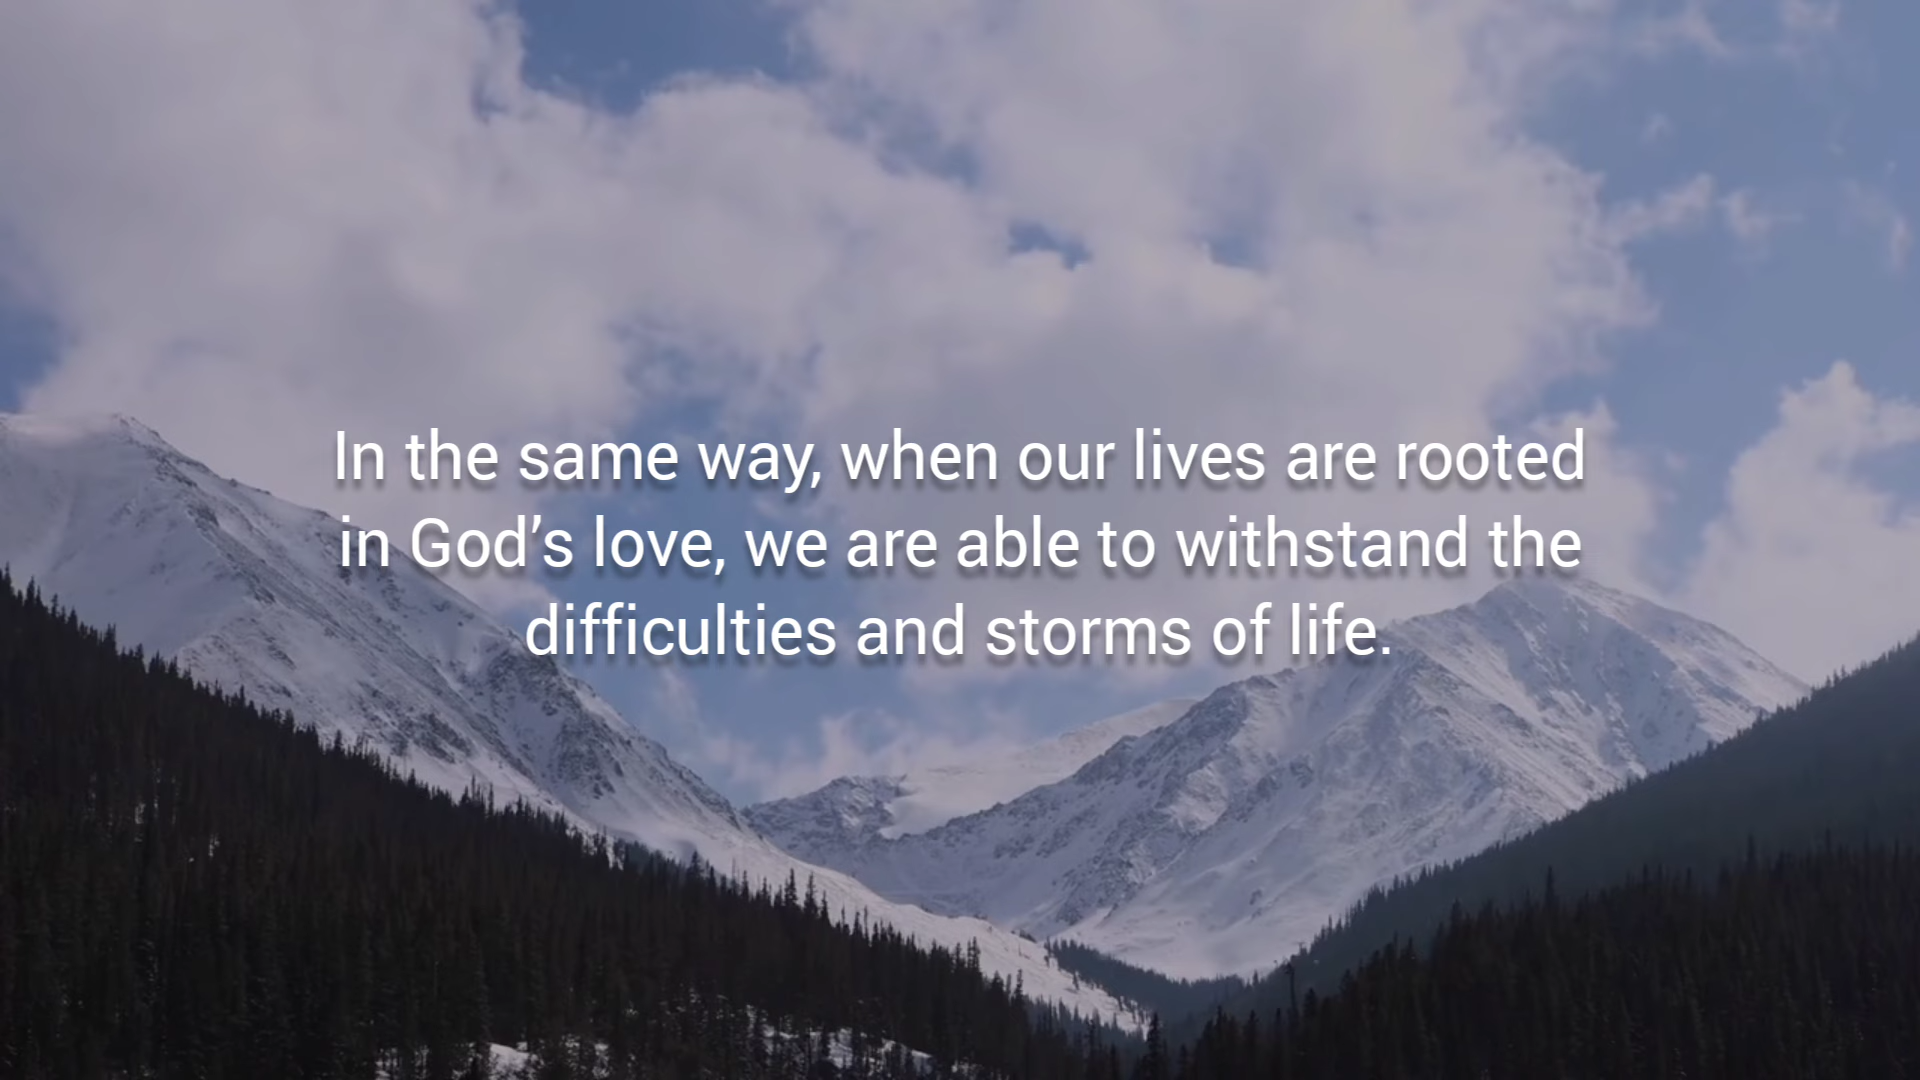 In the same way, when our lives are rooted
in God’s love, we are able to withstand the
difficulties and storms of life.